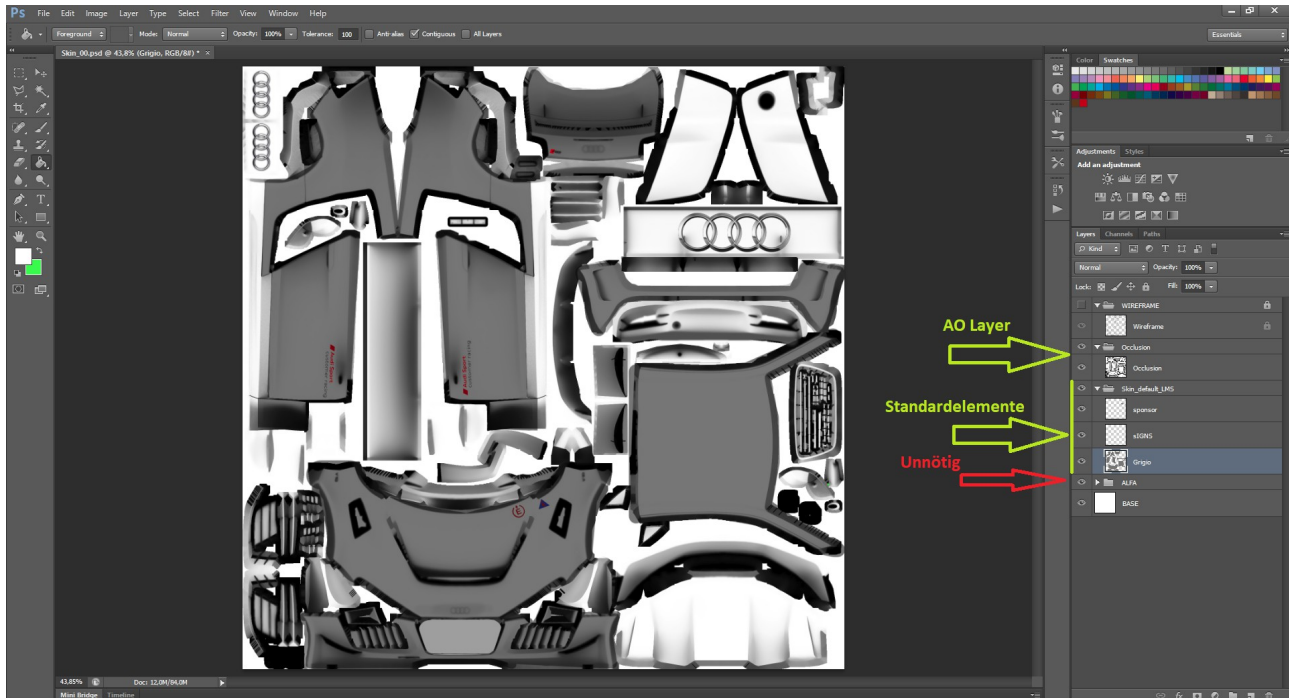 Ps File Edit Image Layer Type Select Filter View Window Help
Foreground Mode: Normal Opacity: 100% Tolerance: 100 Anti-alias Contiguous All Layers Essentials
Skin_00.psd @ 43,8% (Grigio, RGB/8#) * ×
Color Swatches
Adjustments Styles
Add an adjustment
Layers Channels Paths
Kind
Normal Opacity: 100%
Lock: Fill: 100%
WIREFRAME
Wireframe
AO Layer
Occlusion
Occlusion
Skin_default_LMS
Standardelemente
sponsor
sIGNS
Unnötig
Grigio
ALFA
BASE
Audi Sport
43,85% Doc: 12,0M/84,0M
Mini Bridge Timeline